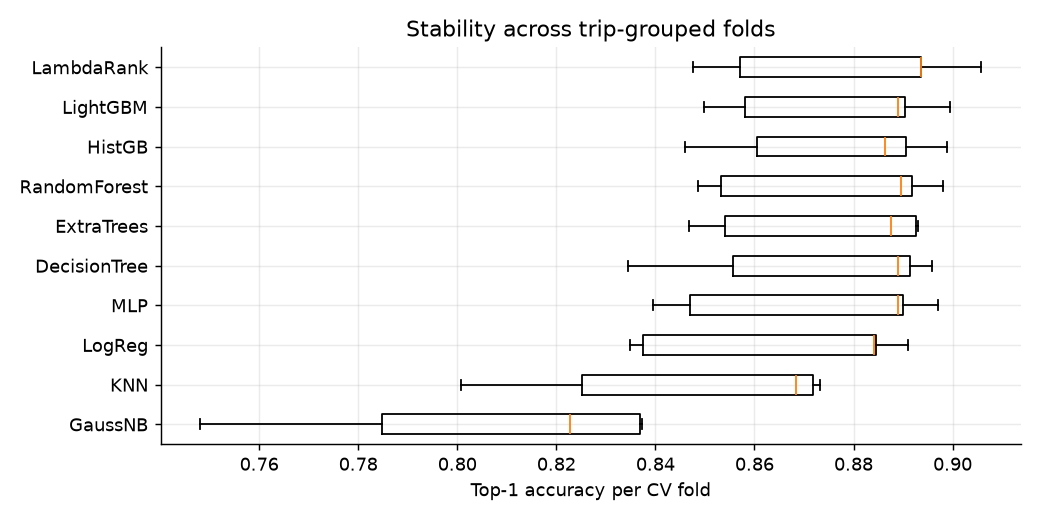 Stability across trip-grouped folds
LambdaRank
LightGBM
HistGB
RandomForest
ExtraTrees
DecisionTree
MLP
LogReg
KNN
GaussNB
0.76 0.78 0.80 0.82 0.84 0.86 0.88 0.90
Top-1 accuracy per CV fold